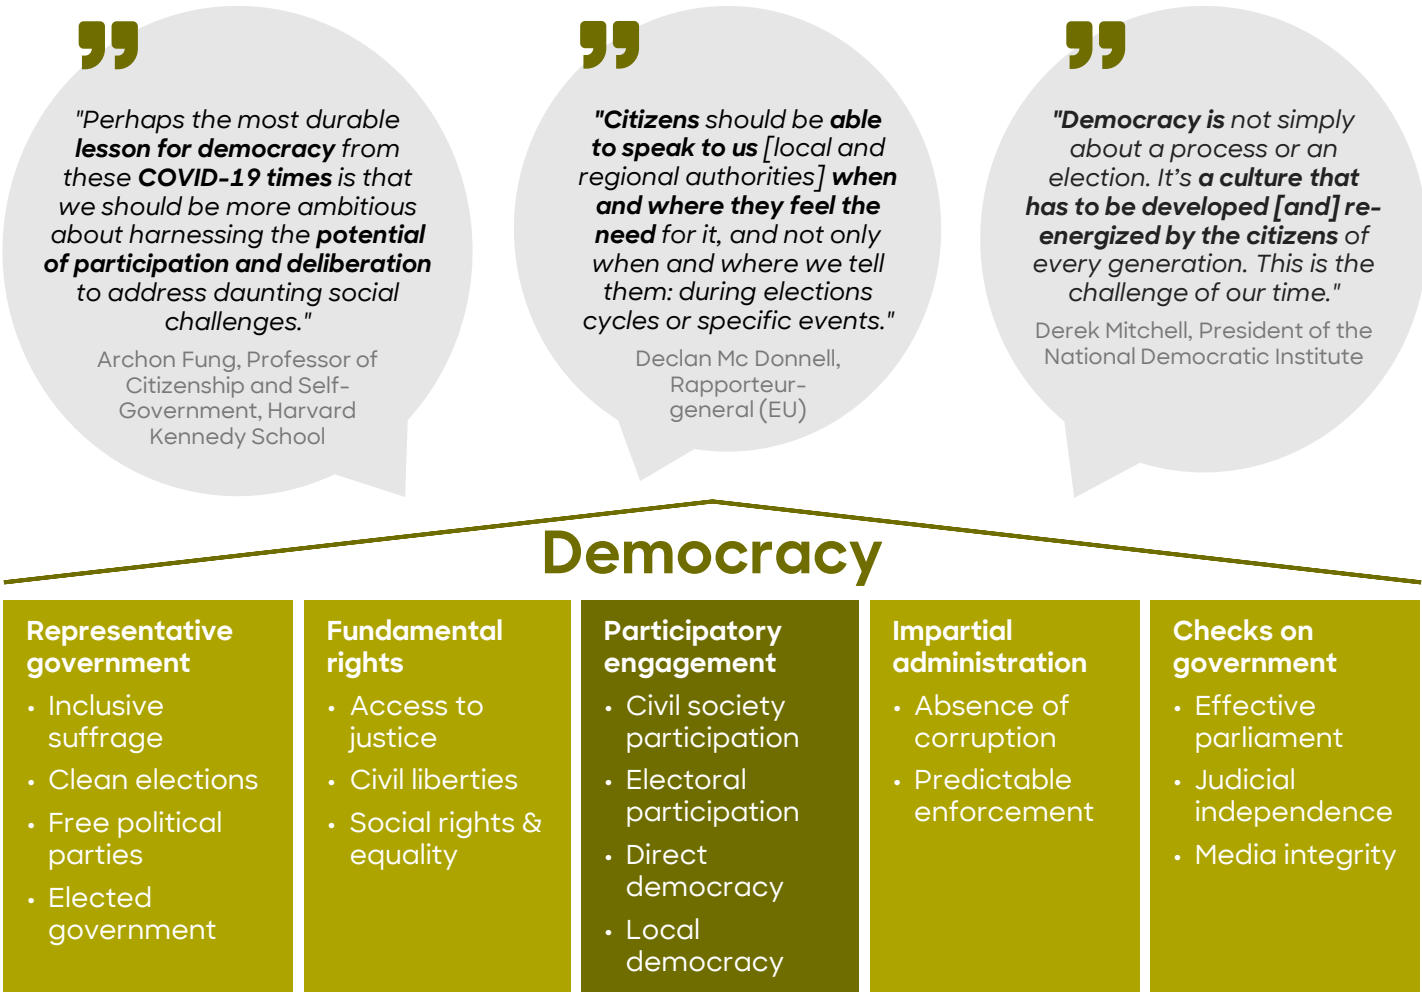 "Perhaps the most durable
lesson for democracy from
these COVID-19 times is that
we should be more ambitious
about harnessing the potential
of participation and deliberation
to address daunting social
challenges."
Archon Fung, Professor of
Citizenship and Self-
Government, Harvard
Kennedy School
"Citizens should be able
to speak to us [local and
regional authorities] when
and where they feel the
need for it, and not only
when and where we tell
them: during elections
cycles or specific events."
Declan Mc Donnell,
Rapporteur-
general (EU)
"Democracy is not simply
about a process or an
election. It’s a culture that
has to be developed [and] re-
energized by the citizens of
every generation. This is the
challenge of our time."
Derek Mitchell, President of the
National Democratic Institute
Democracy
Representative
government
• Inclusive
suffrage
• Clean elections
• Free political
parties
• Elected
government
Fundamental
rights
• Access to
justice
• Civil liberties
• Social rights &
equality
Participatory
engagement
• Civil society
participation
• Electoral
participation
• Direct
democracy
• Local
democracy
Impartial
administration
• Absence of
corruption
• Predictable
enforcement
Checks on
government
• Effective
parliament
• Judicial
independence
• Media integrity